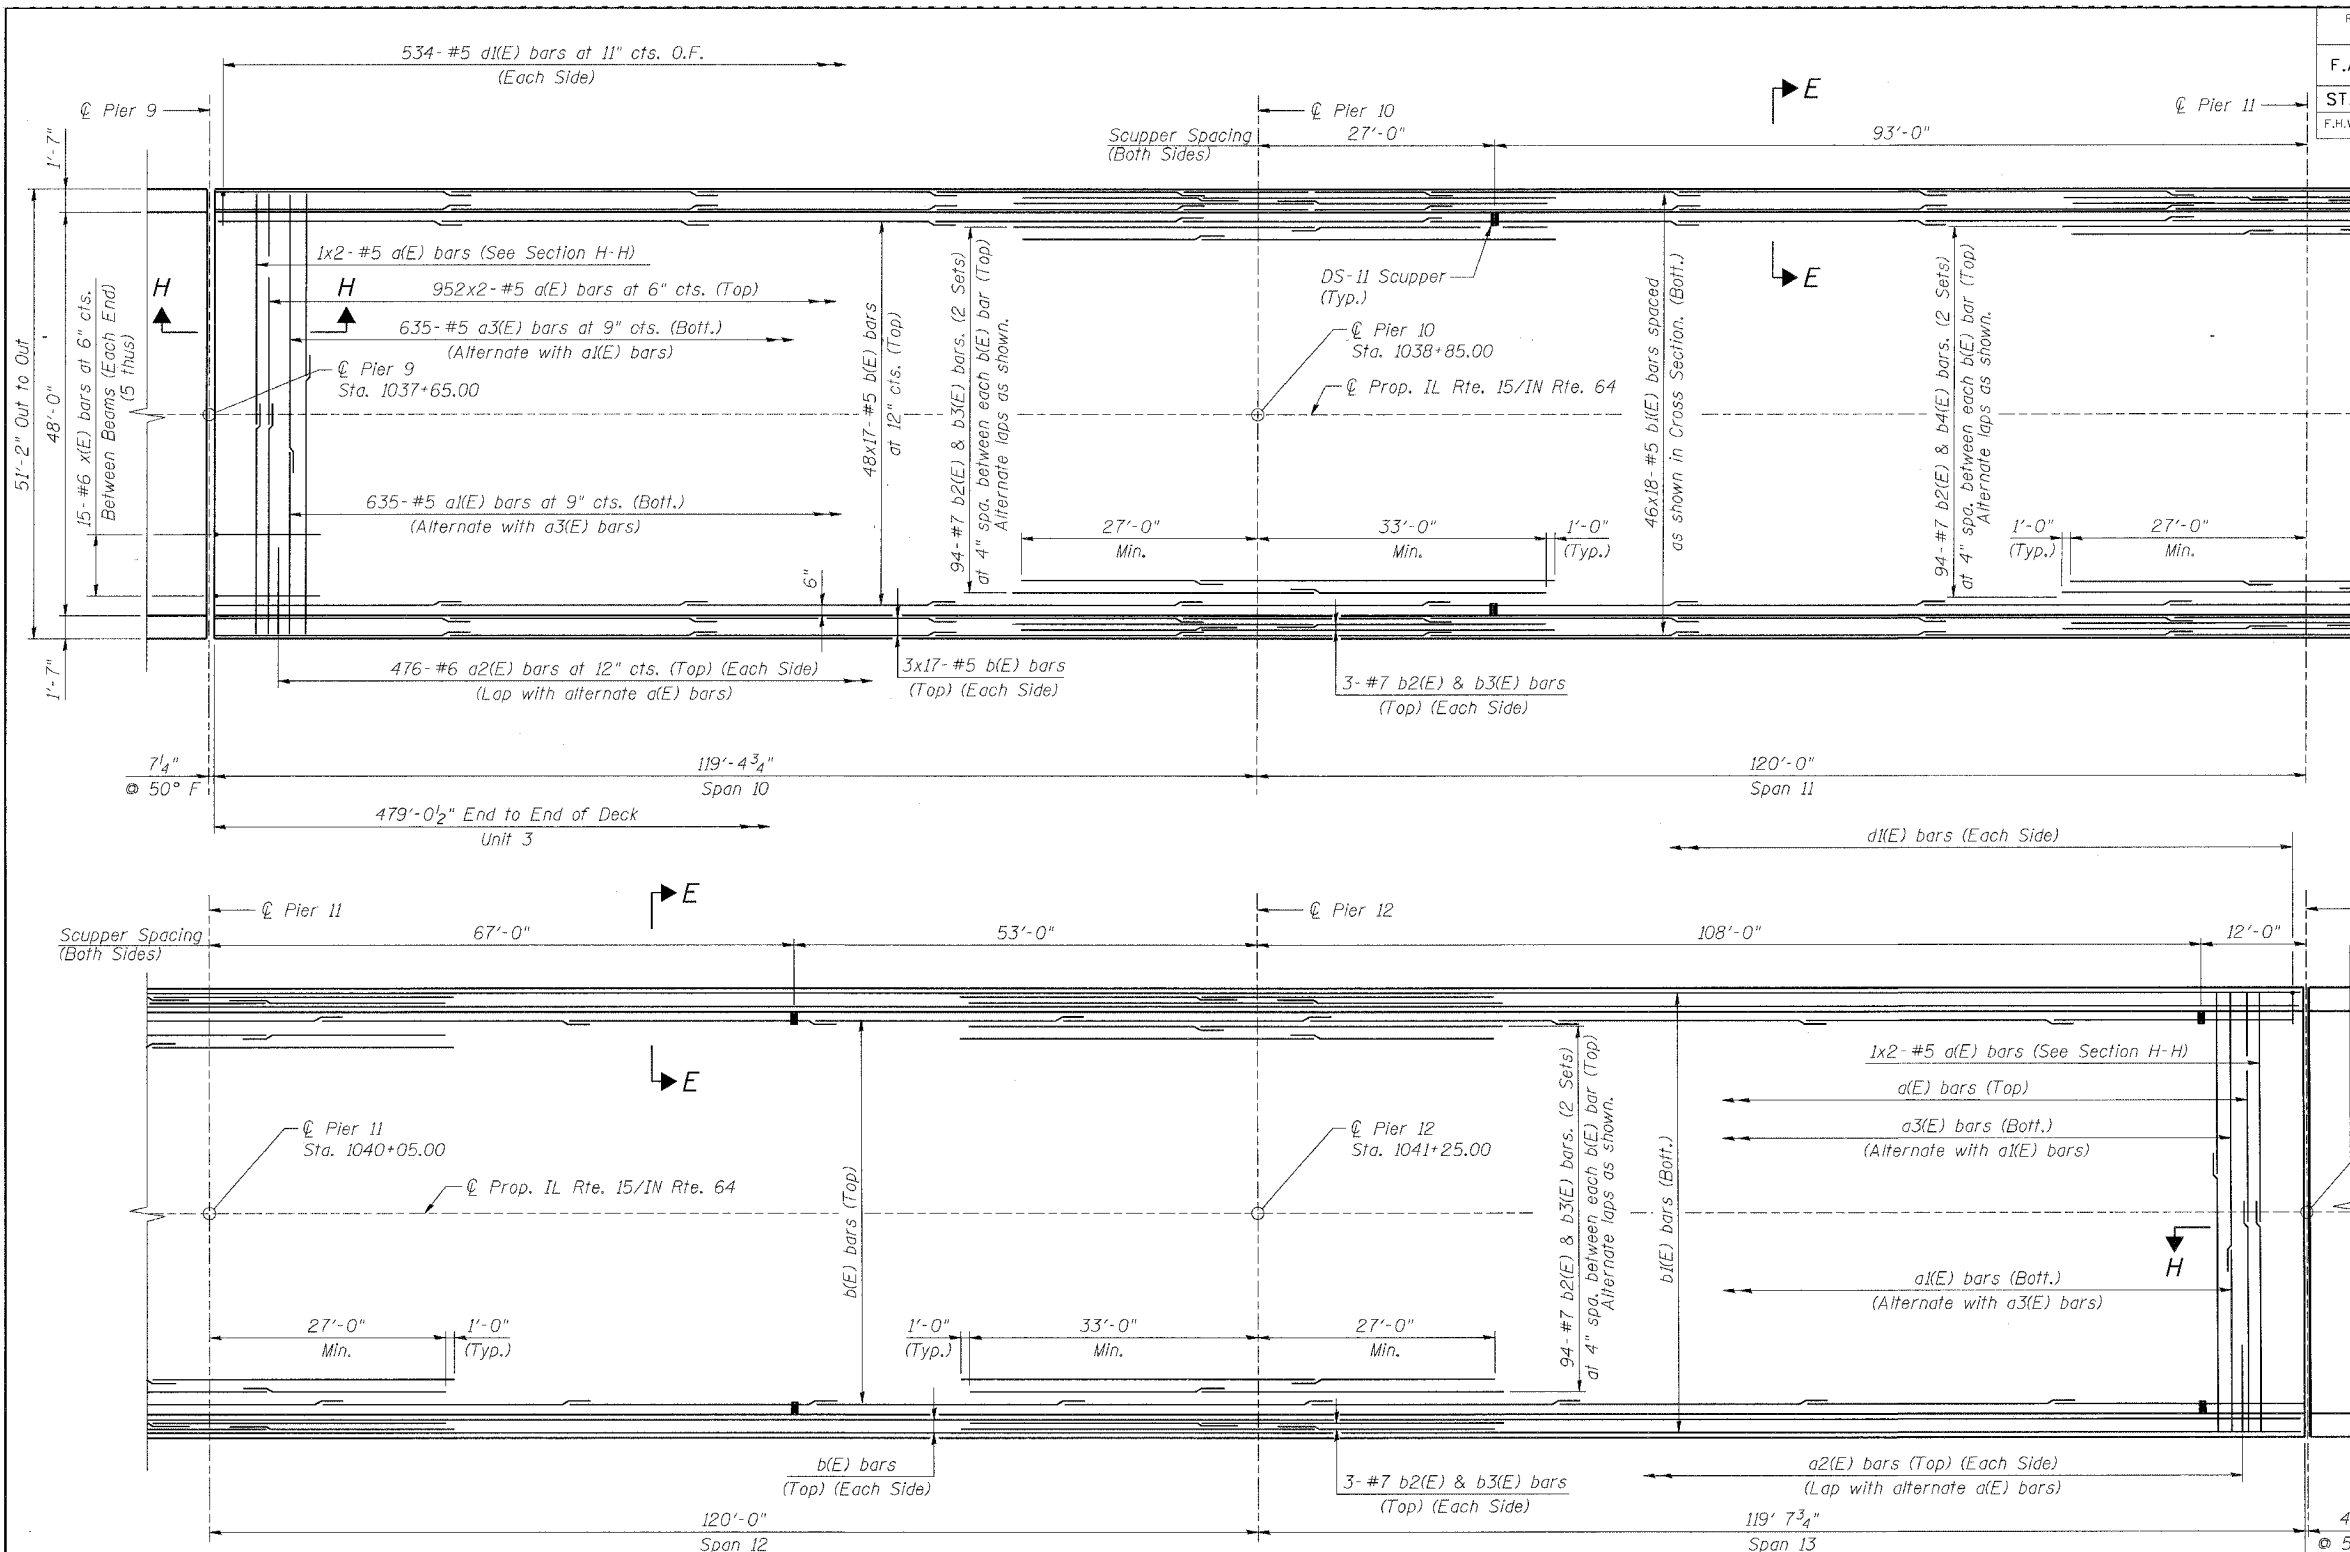 534-#5 d1(E) bars at 11" cts. O.F.
(Each Side)
℄ Pier 9
℄ Pier 10
℄ Pier 11
E
Scupper Spacing
(Both Sides)
27'-0"
93'-0"
F.A
ST
F.H.W
1'-7"
51'-2" Out to Out
48'-0"
1'-7"
15-#6 x(E) bars at 6" cts.
Between Beams (Each End)
(5 thus)
H
H
1x2-#5 a(E) bars (See Section H-H)
952x2-#5 a(E) bars at 6" cts. (Top)
635-#5 a3(E) bars at 9" cts. (Bott.)
(Alternate with a1(E) bars)
℄ Pier 9
Sta. 1037+65.00
635-#5 a1(E) bars at 9" cts. (Bott.)
(Alternate with a3(E) bars)
48x17-#5 b(E) bars
at 12" cts. (Top)
94-#7 b2(E) & b3(E) bars. (2 Sets)
at 4" spa. between each b(E) bar (Top)
Alternate laps as shown.
DS-11 Scupper
(Typ.)
E
℄ Pier 10
Sta. 1038+85.00
℄ Prop. IL Rte. 15/IN Rte. 64
46x18-#5 b1(E) bars spaced
as shown in Cross Section. (Bott.)
94-#7 b2(E) & b4(E) bars. (2 Sets)
at 4" spa. between each b(E) bar (Top)
Alternate laps as shown.
27'-0"
Min.
33'-0"
Min.
1'-0"
(Typ.)
1'-0"
(Typ.)
27'-0"
Min.
6"
476-#6 a2(E) bars at 12" cts. (Top) (Each Side)
(Lap with alternate a(E) bars)
3x17-#5 b(E) bars
(Top) (Each Side)
3-#7 b2(E) & b3(E) bars
(Top) (Each Side)
7¼"
@ 50° F
119'-4¾"
Span 10
120'-0"
Span 11
479'-0½" End to End of Deck
Unit 3
d1(E) bars (Each Side)
℄ Pier 11
E
℄ Pier 12
Scupper Spacing
(Both Sides)
67'-0"
53'-0"
108'-0"
12'-0"
E
1x2-#5 a(E) bars (See Section H-H)
a(E) bars (Top)
a3(E) bars (Bott.)
(Alternate with a1(E) bars)
℄ Pier 11
Sta. 1040+05.00
℄ Pier 12
Sta. 1041+25.00
℄ Prop. IL Rte. 15/IN Rte. 64
b(E) bars (Top)
94-#7 b2(E) & b3(E) bars. (2 Sets)
at 4" spa. between each b(E) bar (Top)
Alternate laps as shown.
b1(E) bars (Bott.)
H
a1(E) bars (Bott.)
(Alternate with a3(E) bars)
27'-0"
Min.
1'-0"
(Typ.)
1'-0"
(Typ.)
33'-0"
Min.
27'-0"
Min.
b(E) bars
(Top) (Each Side)
3-#7 b2(E) & b3(E) bars
(Top) (Each Side)
a2(E) bars (Top) (Each Side)
(Lap with alternate a(E) bars)
120'-0"
Span 12
119' 7¾"
Span 13
4
@ 5